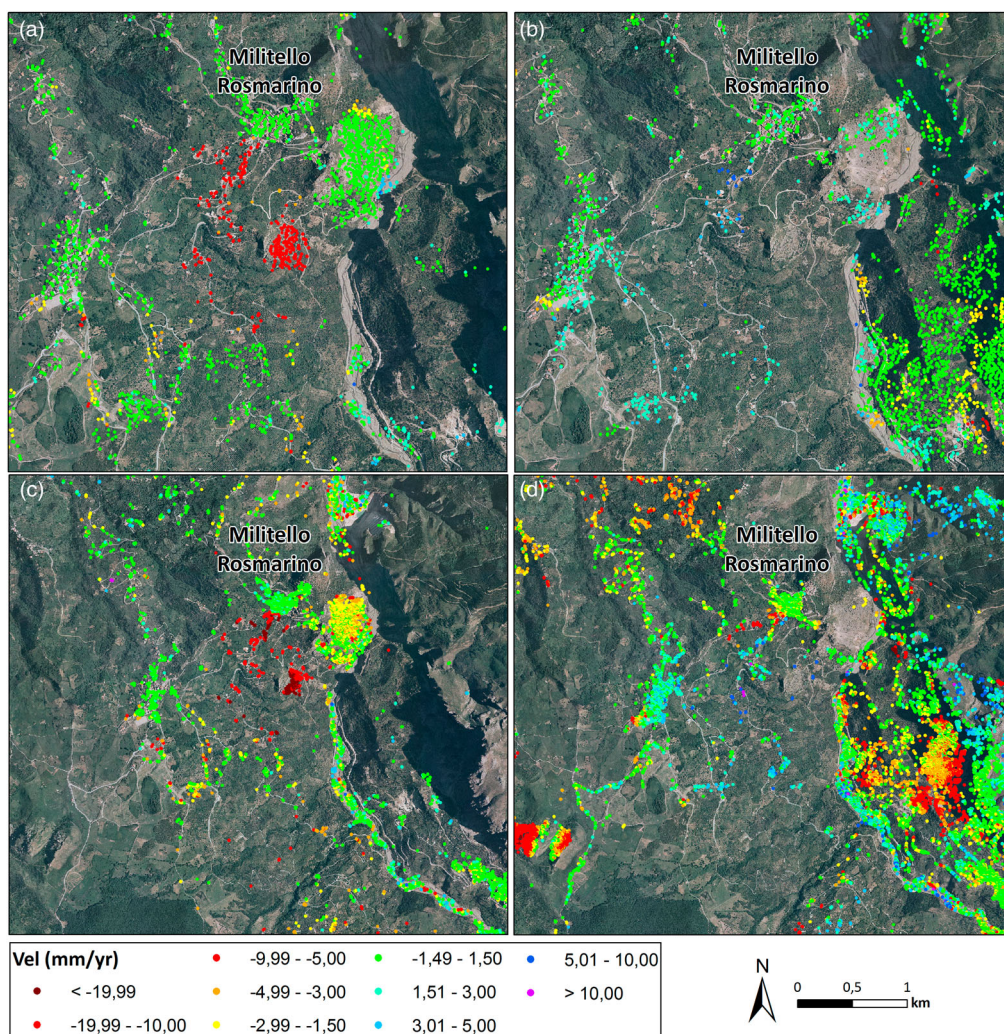 (a)
Militello
Rosmarino
(b)
Militello
Rosmarino
(c)
Militello
Rosmarino
(d)
Militello
Rosmarino
Vel (mm/yr)
< -19,99
-19,99 - -10,00
-9,99 - -5,00
-4,99 - -3,00
-2,99 - -1,50
-1,49 - 1,50
1,51 - 3,00
3,01 - 5,00
5,01 - 10,00
> 10,00
N
0 0,5 1
km